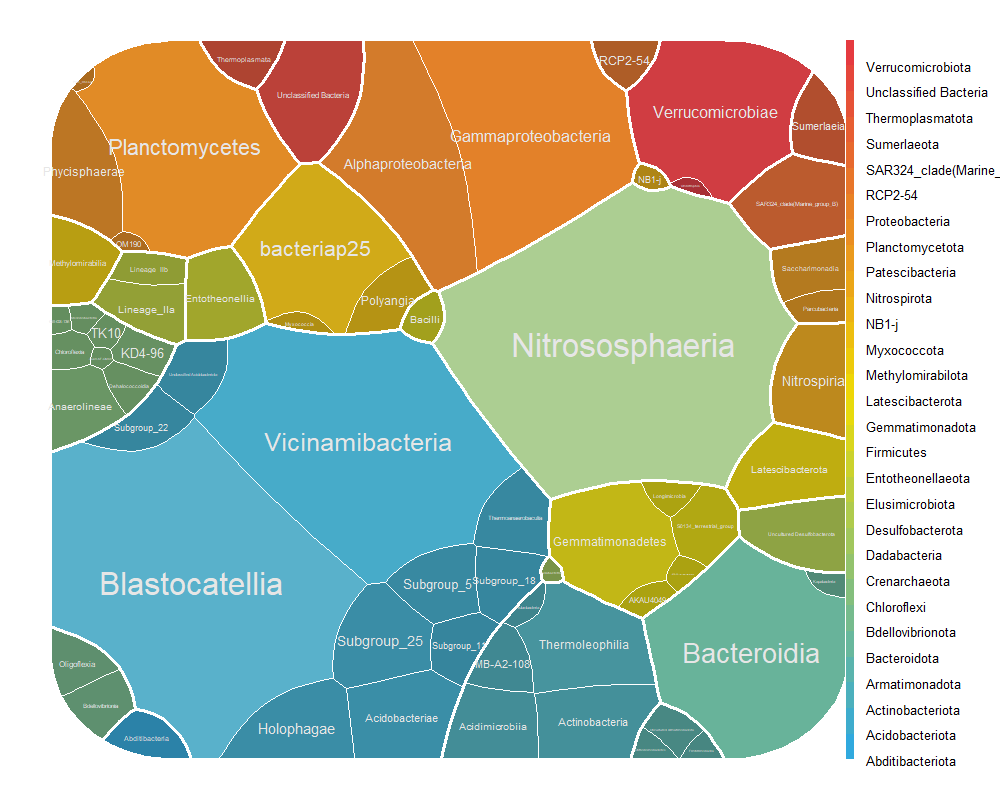 Thermoplasmata
RCP2-54
Unclassified Bacteria
Verrucomicrobiae
Sumerlaeia
Gammaproteobacteria
Planctomycetes
Alphaproteobacteria
Phycisphaerae
NB1-j
SAR324_clade(Marine_group_B)
OM190
bacteriap25
Methylomirabilia
Lineage_IIb
Saccharimonadia
Entotheonellia
Polyangia
Lineage_IIa
Parcubacteria
Bacilli
Myxococcia
TK10
Nitrososphaeria
Chloroflexia
KD4-96
Nitrospiria
Dehalococcoidia
Anaerolineae
Subgroup_22
Vicinamibacteria
Latescibacterota
Longimicrobia
Thermoanaerobaculia
S0134_terrestrial_group
Uncultured Desulfobacterota
Gemmatimonadetes
Blastocatellia
Subgroup_5
Subgroup_18
AKAU4049
Subgroup_25
Subgroup_11
Thermoleophilia
Bacteroidia
MB-A2-108
Oligoflexia
Bdellovibrionia
Acidobacteriae
Holophagae
Acidimicrobiia
Actinobacteria
Abditibacteria
Verrucomicrobiota
Unclassified Bacteria
Thermoplasmatota
Sumerlaeota
SAR324_clade(Marine_
RCP2-54
Proteobacteria
Planctomycetota
Patescibacteria
Nitrospirota
NB1-j
Myxococcota
Methylomirabilota
Latescibacterota
Gemmatimonadota
Firmicutes
Entotheonellaeota
Elusimicrobiota
Desulfobacterota
Dadabacteria
Crenarchaeota
Chloroflexi
Bdellovibrionota
Bacteroidota
Armatimonadota
Actinobacteriota
Acidobacteriota
Abditibacteriota